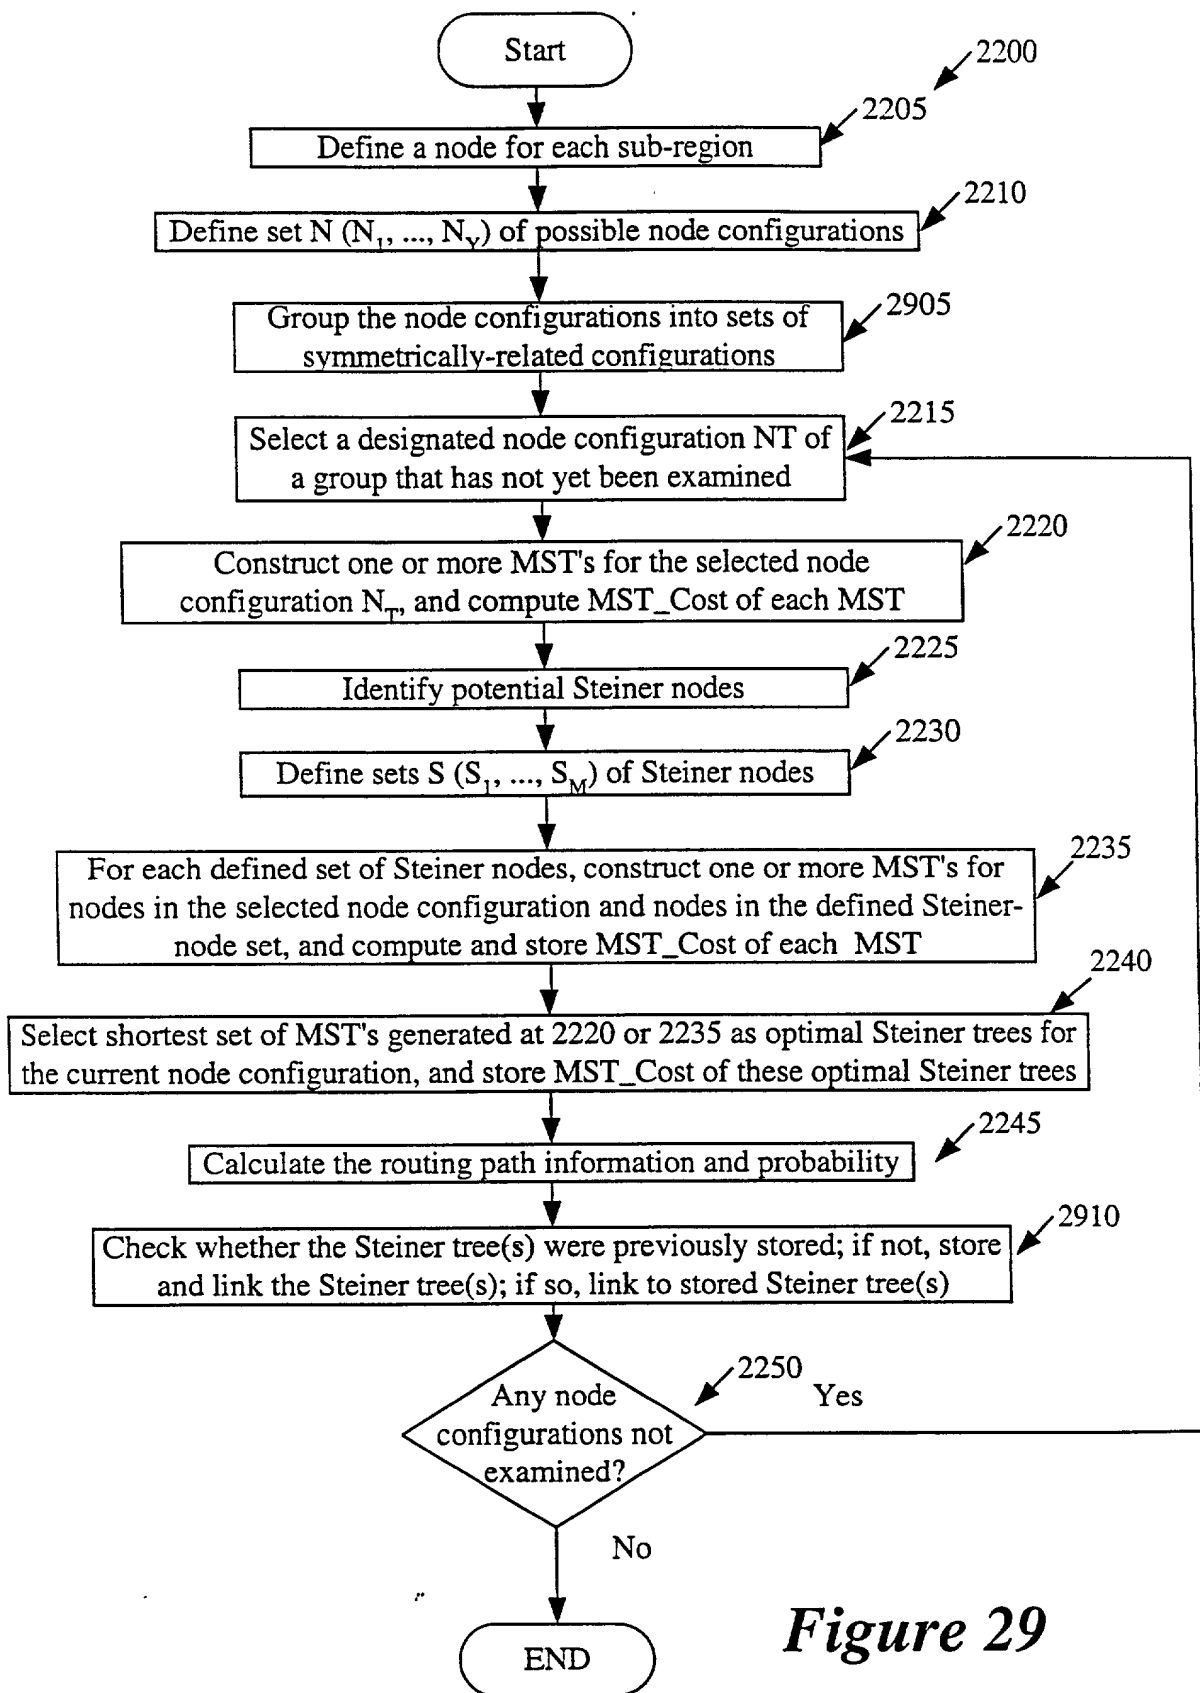 Start
2200
2205
Define a node for each sub-region
2210
Define set N (N1, ..., NY) of possible node configurations
2905
Group the node configurations into sets of
symmetrically-related configurations
2215
Select a designated node configuration NT of
a group that has not yet been examined
2220
Construct one or more MST's for the selected node
configuration NT, and compute MST_Cost of each MST
2225
Identify potential Steiner nodes
2230
Define sets S (S1, ..., SM) of Steiner nodes
2235
For each defined set of Steiner nodes, construct one or more MST's for
nodes in the selected node configuration and nodes in the defined Steiner-
node set, and compute and store MST_Cost of each MST
2240
Select shortest set of MST's generated at 2220 or 2235 as optimal Steiner trees for
the current node configuration, and store MST_Cost of these optimal Steiner trees
2245
Calculate the routing path information and probability
2910
Check whether the Steiner tree(s) were previously stored; if not, store
and link the Steiner tree(s); if so, link to stored Steiner tree(s)
2250
Any node
configurations not
examined?
Yes
No
END
Figure 29